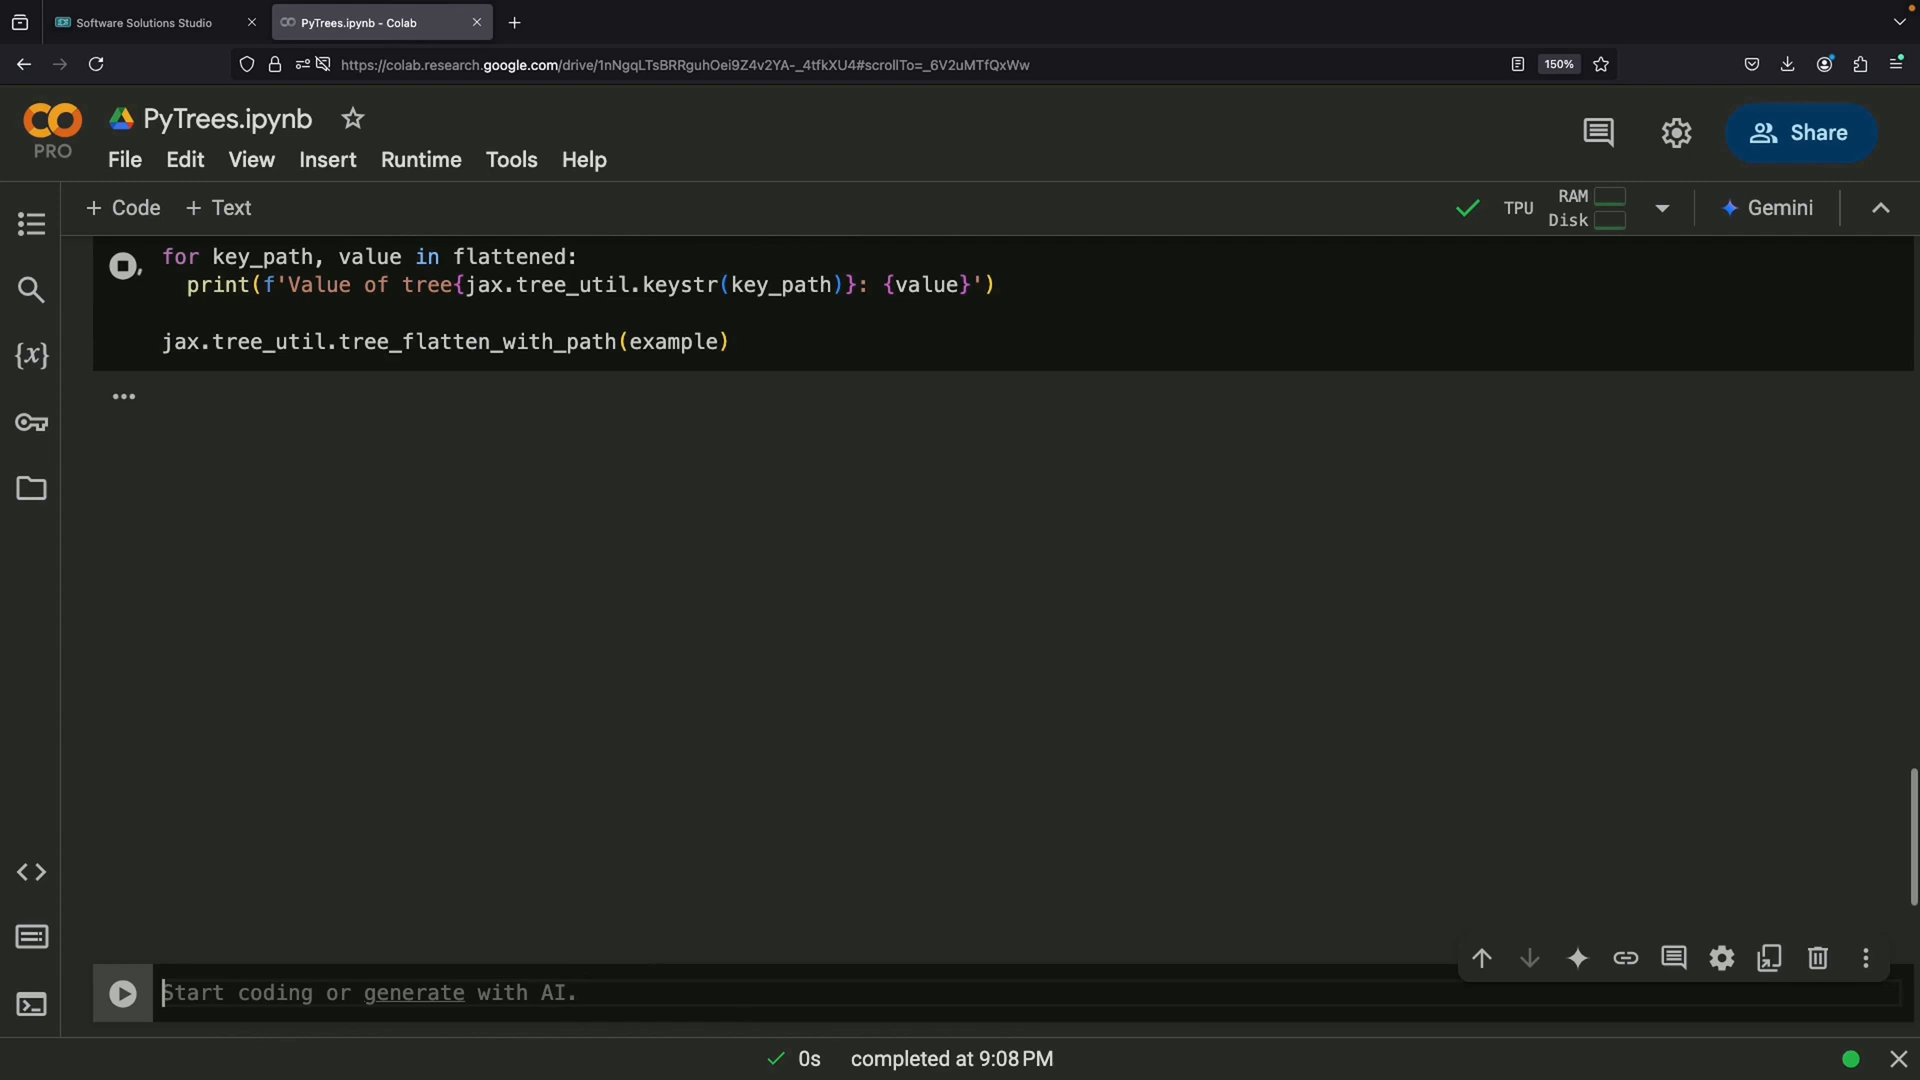 Software Solutions Studio
PyTrees.ipynb - Colab
https://colab.research.google.com/drive/1nNgqLTsBRRguhOei9Z4v2YA-_4tfkXU4#scrollTo=_6V2uMTfQxWw
150%
PRO
PyTrees.ipynb
File Edit View Insert Runtime Tools Help
Share
+ Code + Text
TPU
RAM
Disk
Gemini
for key_path, value in flattened:
print(f'Value of tree{jax.tree_util.keystr(key_path)}: {value}')
jax.tree_util.tree_flatten_with_path(example)
Start coding or generate with AI.
0s completed at 9:08 PM